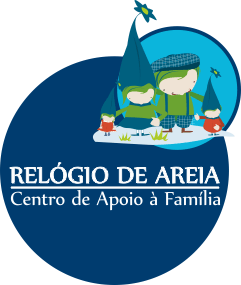 RELÓGIO DE AREIA
Centro de Apoio à Família